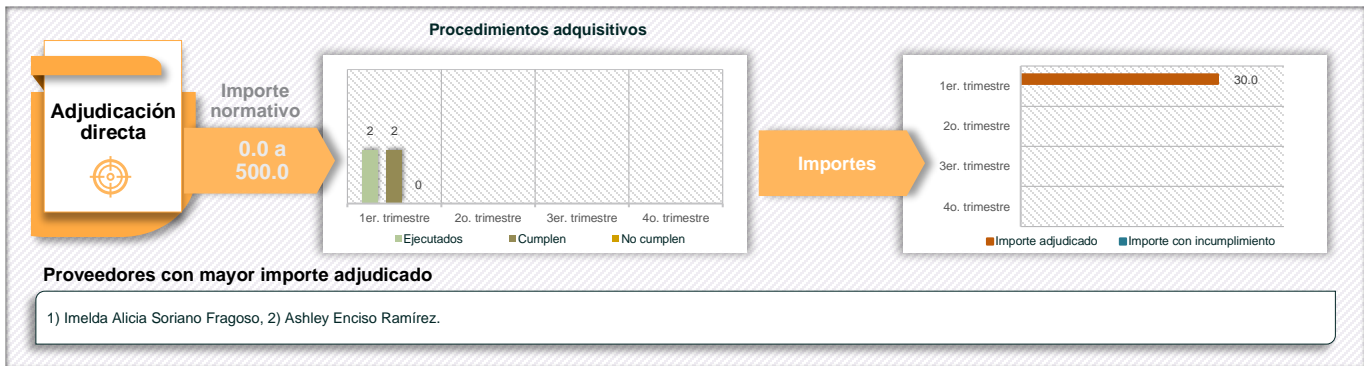 Procedimientos adquisitivos
Adjudicación
directa
Importe
normativo
0.0 a
500.0
2 2
0
1er. trimestre 2o. trimestre 3er. trimestre 4o. trimestre
Ejecutados Cumplen No cumplen
Importes
1er. trimestre 30.0
2o. trimestre
3er. trimestre
4o. trimestre
Importe adjudicado Importe con incumplimiento
Proveedores con mayor importe adjudicado
1) Imelda Alicia Soriano Fragoso, 2) Ashley Enciso Ramírez.